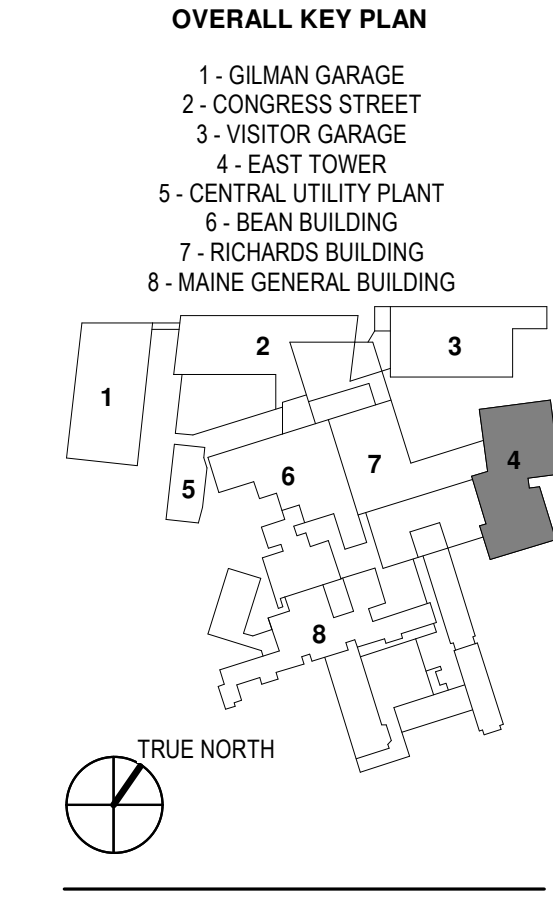 OVERALL KEY PLAN
1 - GILMAN GARAGE
2 - CONGRESS STREET
3 - VISITOR GARAGE
4 - EAST TOWER
5 - CENTRAL UTILITY PLANT
6 - BEAN BUILDING
7 - RICHARDS BUILDING
8 - MAINE GENERAL BUILDING
2
3
1
4
7
6
5
8
TRUE NORTH